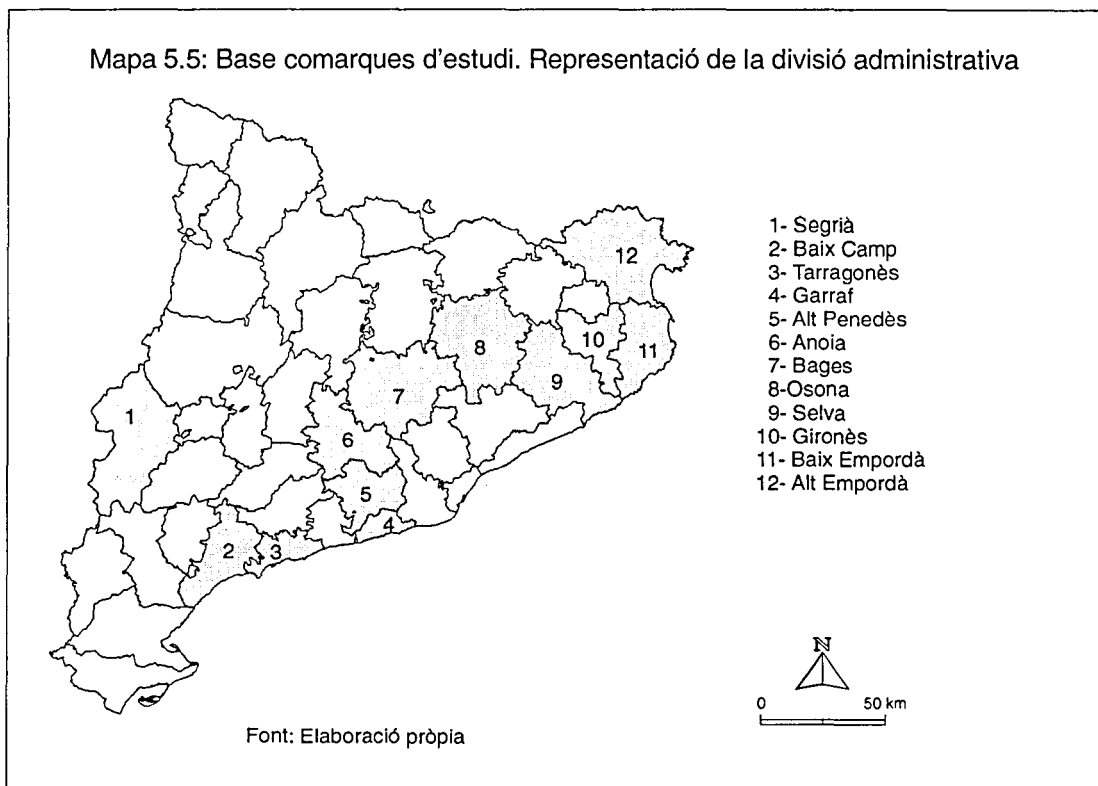 Mapa 5.5: Base comarques d'estudi. Representació de la divisió administrativa
12
8
10
11
9
7
1
6
5
4
2
3
1- Segrià
2- Baix Camp
3- Tarragonès
4- Garraf
5- Alt Penedès
6- Anoia
7- Bages
8-Osona
9- Selva
10- Gironès
11- Baix Empordà
12- Alt Empordà
N
0 50 km
Font: Elaboració pròpia